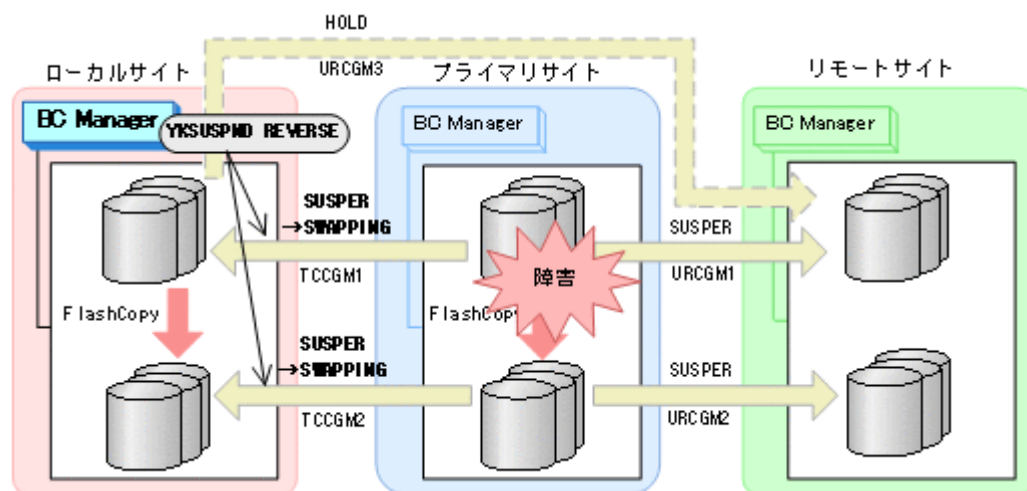 HOLD
URCGM3
ローカルサイト
プライマリサイト
リモートサイト
BC Manager
YKSUSPND REVERSE
BC Manager
BC Manager
SUSPER
→SWAPPING
TCCGM1
SUSPER
URCGM1
障害
FlashCopy
FlashCopy
SUSPER
→SWAPPING
TCCGM2
SUSPER
URCGM2